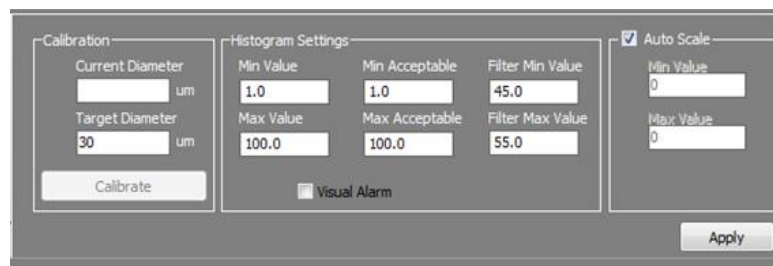 Calibration
Current Diameter
um
Target Diameter
30 um
Calibrate
Histogram Settings
Min Value Min Acceptable Filter Min Value
1.0 1.0 45.0
Max Value Max Acceptable Filter Max Value
100.0 100.0 55.0
Visual Alarm
Auto Scale
Min Value
0
Max Value
0
Apply